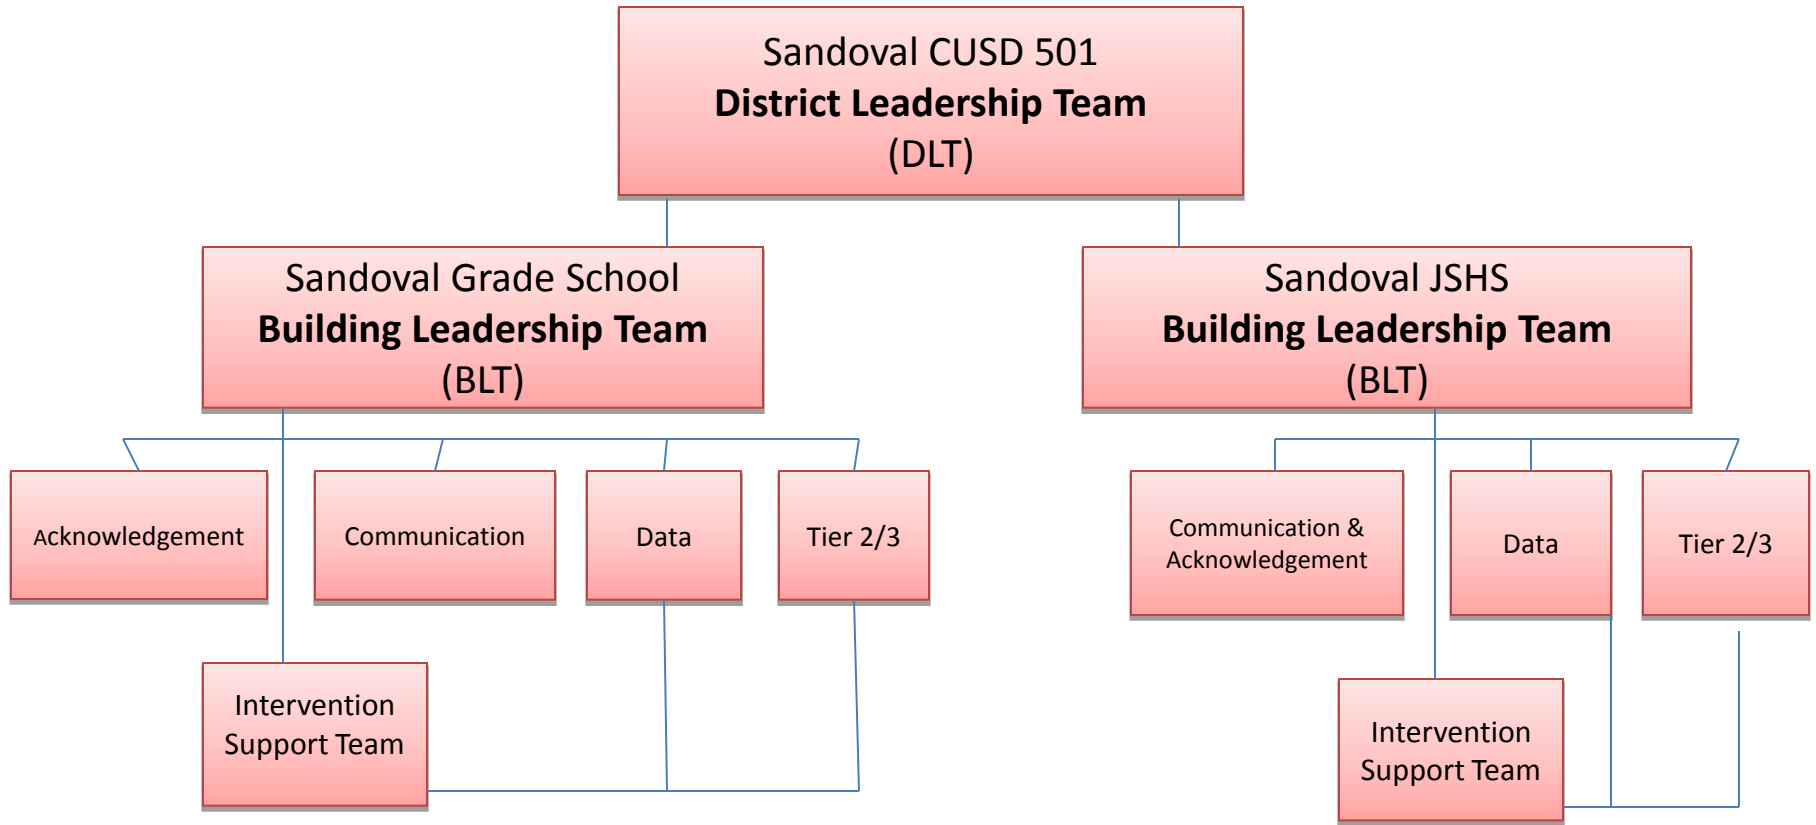 Sandoval CUSD 501
District Leadership Team
(DLT)
Sandoval Grade School
Building Leadership Team
(BLT)
Sandoval JSHS
Building Leadership Team
(BLT)
Acknowledgement
Communication
Data
Tier 2/3
Communication &
Acknowledgement
Data
Tier 2/3
Intervention
Support Team
Intervention
Support Team